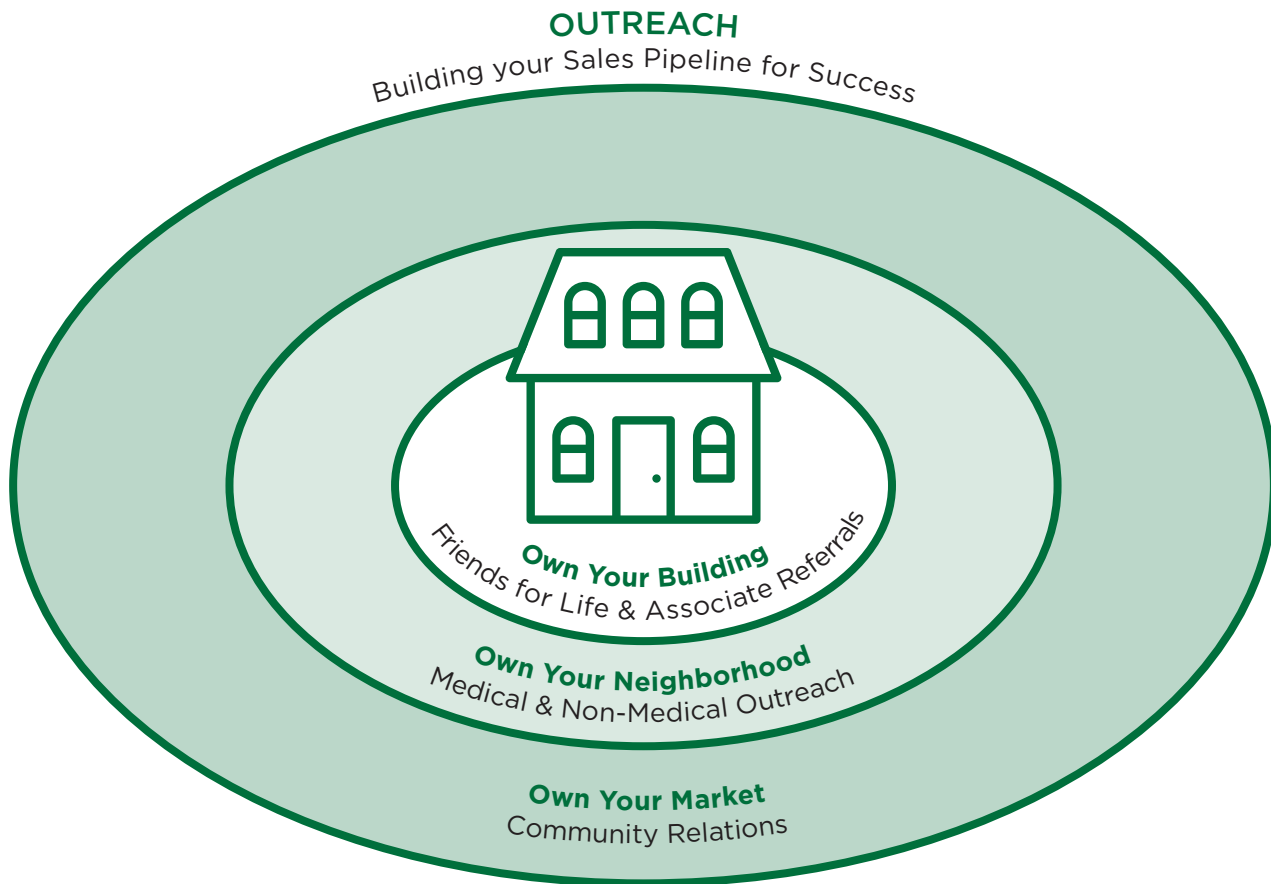 OUTREACH
Building your Sales Pipeline for Success
Own Your Building
Friends for Life & Associate Referrals
Own Your Neighborhood
Medical & Non-Medical Outreach
Own Your Market
Community Relations